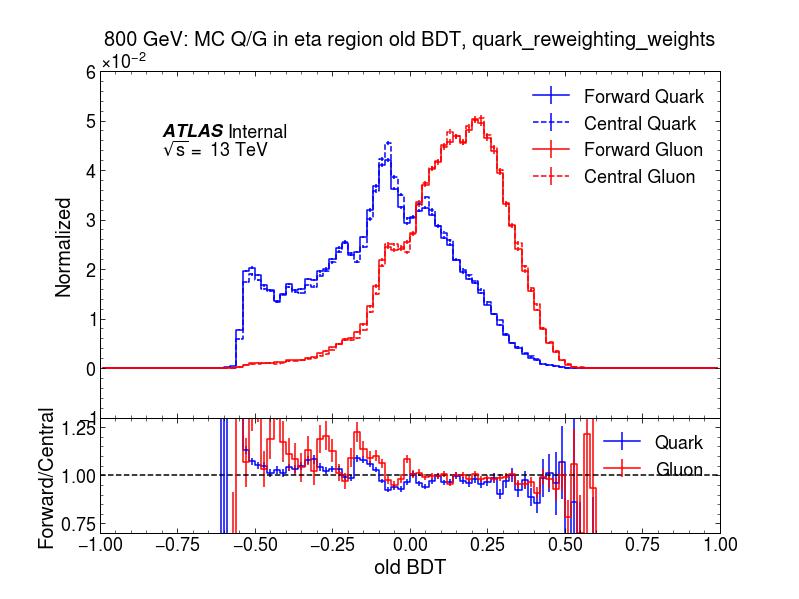 800 GeV: MC Q/G in eta region old BDT, quark_reweighting_weights
×10⁻²
6
5
4
3
2
1
0
−1
Normalized
ATLAS Internal
√s = 13 TeV
Forward Quark
Central Quark
Forward Gluon
Central Gluon
1.25
1.00
0.75
Forward/Central
Quark
Gluon
−1.00 −0.75 −0.50 −0.25 0.00 0.25 0.50 0.75 1.00
old BDT